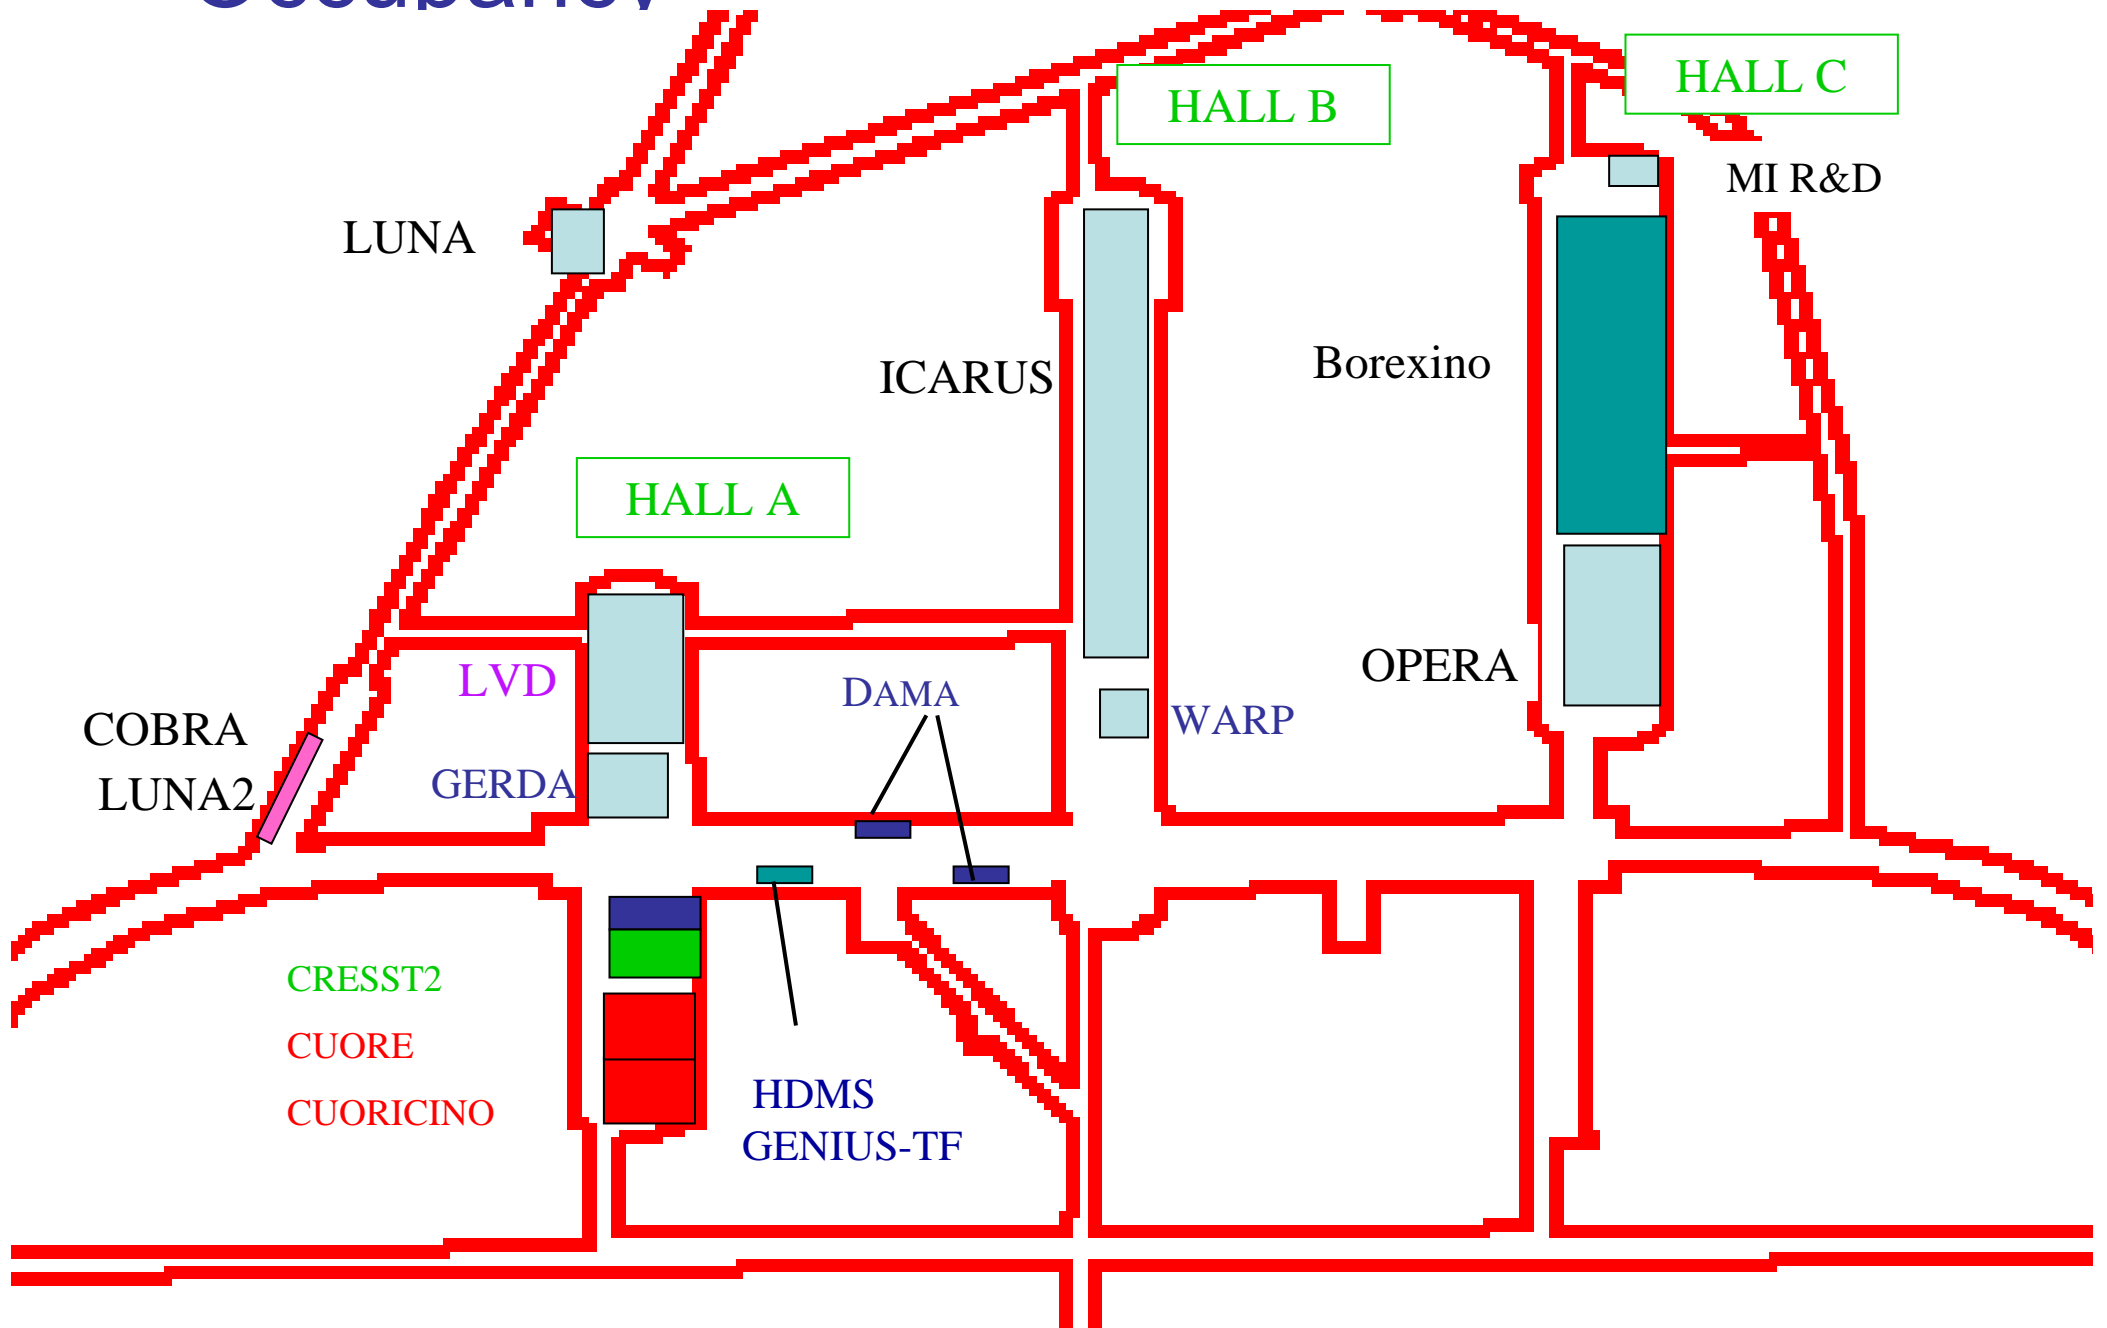 Occupancy
HALL C
HALL B
MI R&D
LUNA
ICARUS
Borexino
HALL A
LVD
DAMA
OPERA
WARP
COBRA
LUNA2
GERDA
CRESST2
CUORE
CUORICINO
HDMS
GENIUS-TF